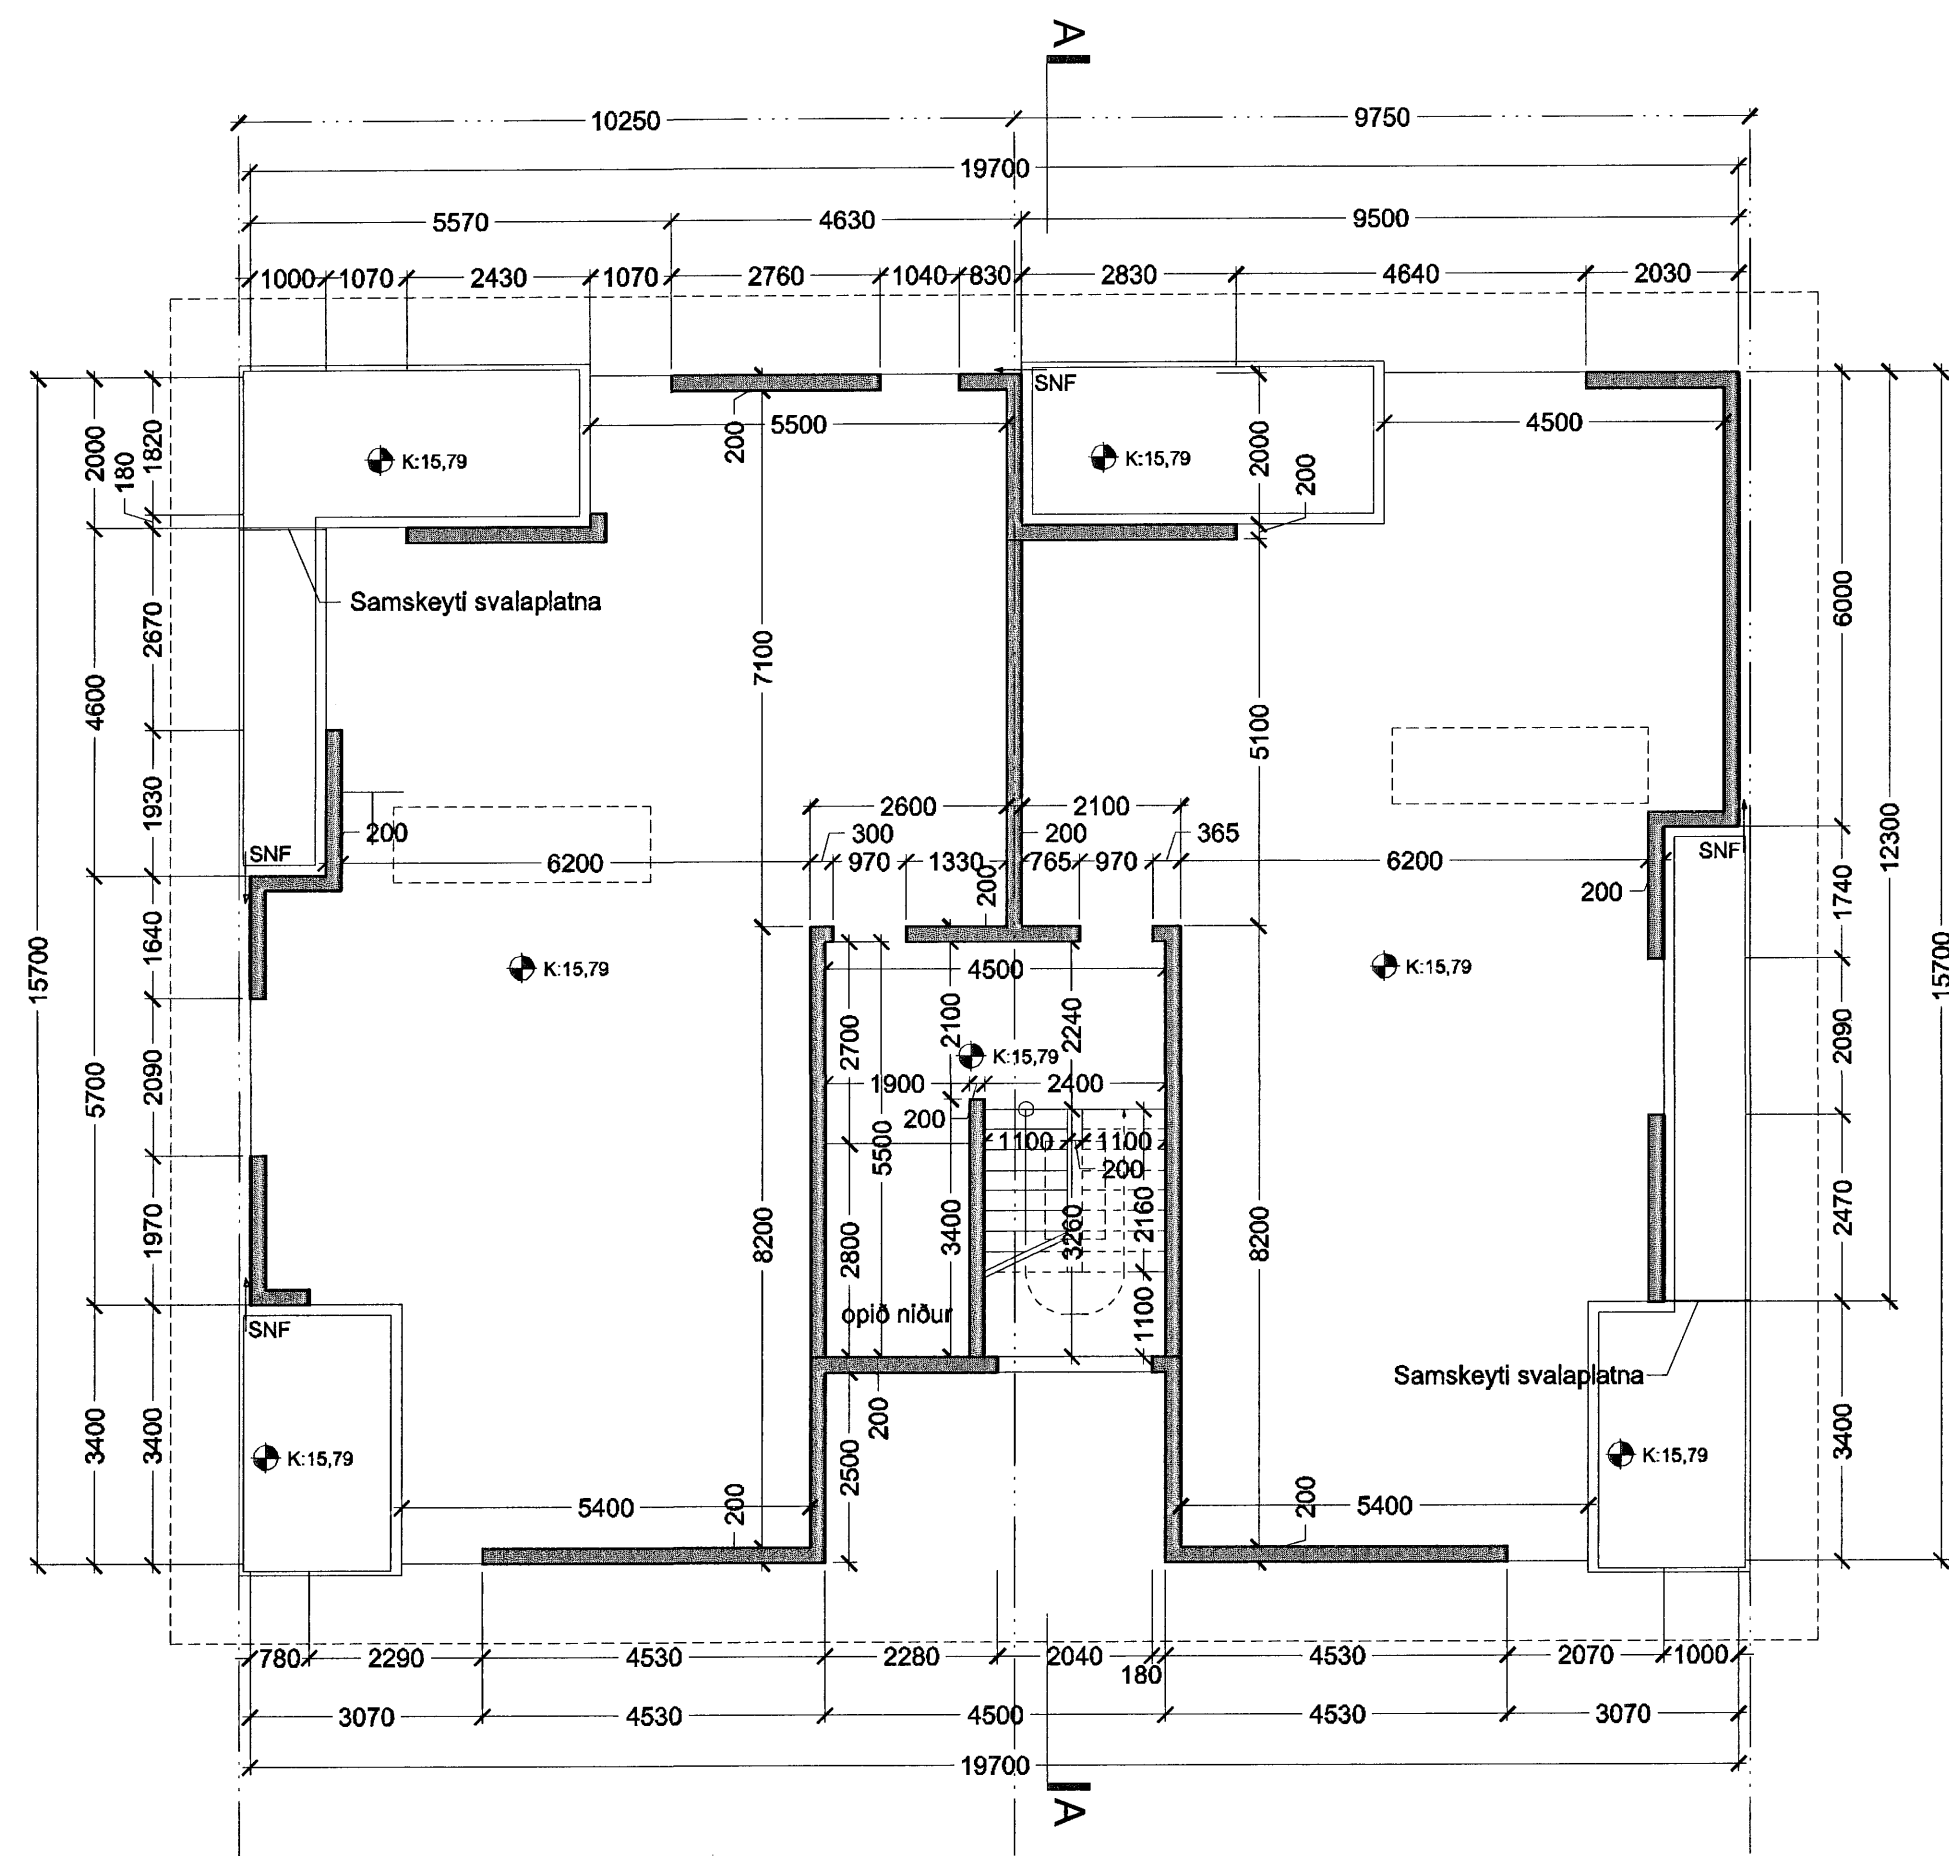 A
10250 9750
19700
5570 4630 9500
1000 1070 2430 1070 2760 1040 830 2830 4640 2030
SNF
5500 4500
200 2000 200
K:15,79 K:15,79
2000 1820 180
Samskeyti svalaplatna
15700 4600 2670 1930
7100 5100
6000 12300 15700
2600 2100
200 300 200 365
SNF 6200 970 1330 765 970 6200 SNF
200 200
1640 1740
K:15,79 4500 K:15,79
2700 2100 2240
5700 2090 2090
K:15,79
1900 2400
200
5500 1100 1100
200
1970 8200 2800 3400 3260 2160 8200 2470
opið niður 1100
SNF
Samskeyti svalaplatna
200
3400 3400 2500 3400
K:15,79 K:15,79
5400 200 200 5400
780 2290 4530 2280 2040 180 4530 2070 1000
3070 4530 4500 4530 3070
19700
A